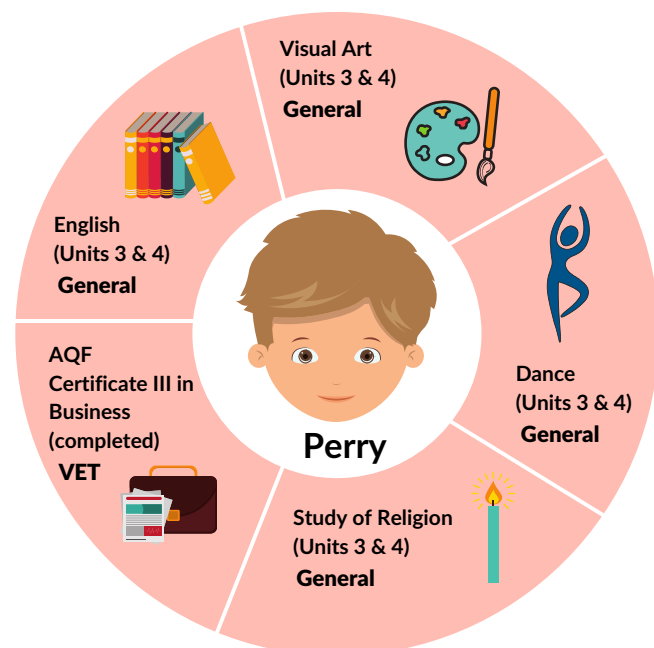 Visual Art
(Units 3 & 4)
General
English
(Units 3 & 4)
General
Dance
(Units 3 & 4)
General
AQF
Certificate III in
Business
(completed)
VET
Perry
Study of Religion
(Units 3 & 4)
General